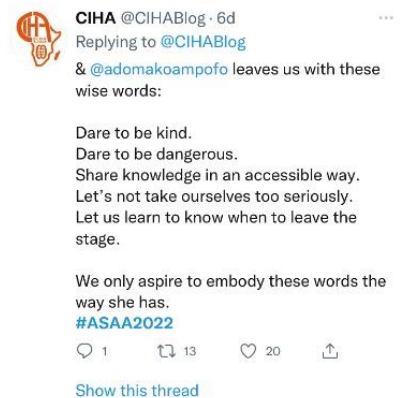 CIHA @CIHABlog · 6d
Replying to @CIHABlog
& @adomakoampofo leaves us with these
wise words:
Dare to be kind.
Dare to be dangerous.
Share knowledge in an accessible way.
Let's not take ourselves too seriously.
Let us learn to know when to leave the
stage.
We only aspire to embody these words the
way she has.
#ASAA2022
1 13 20
Show this thread